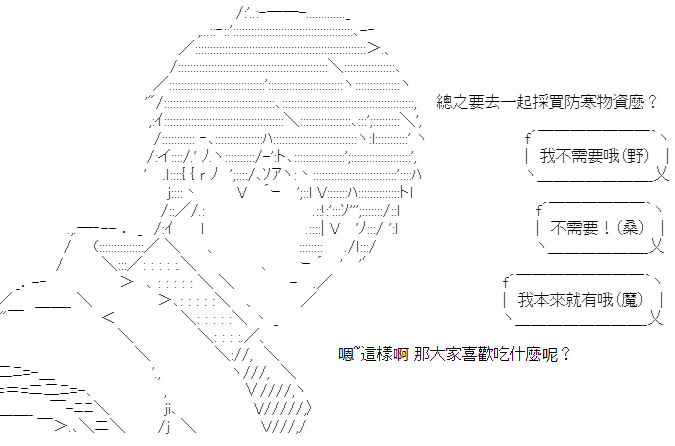 總之要去一起採買防寒物資麼？
我不需要哦(野)
不需要！(桑)
我本來就有哦(魔)
嗯~這樣啊 那大家喜歡吃什麼呢？